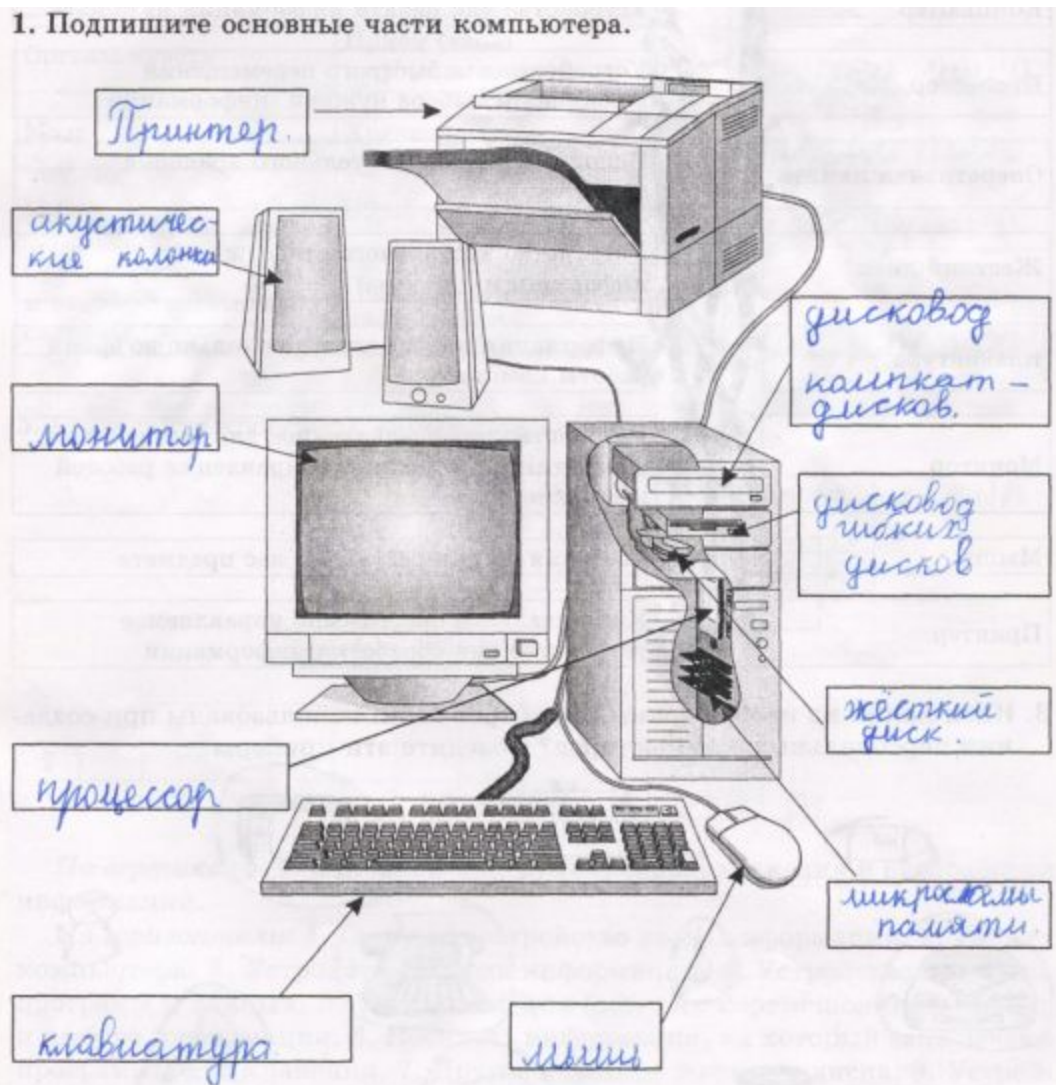 1. Подпишите основные части компьютера.
Принтер
акустичес-
кие колонки
дисковод
компкат-
дисков.
монитор
дисковод
гибких
дисков
жёсткий
диск.
процессор
микросхемы
памяти.
клавиатура
мышь